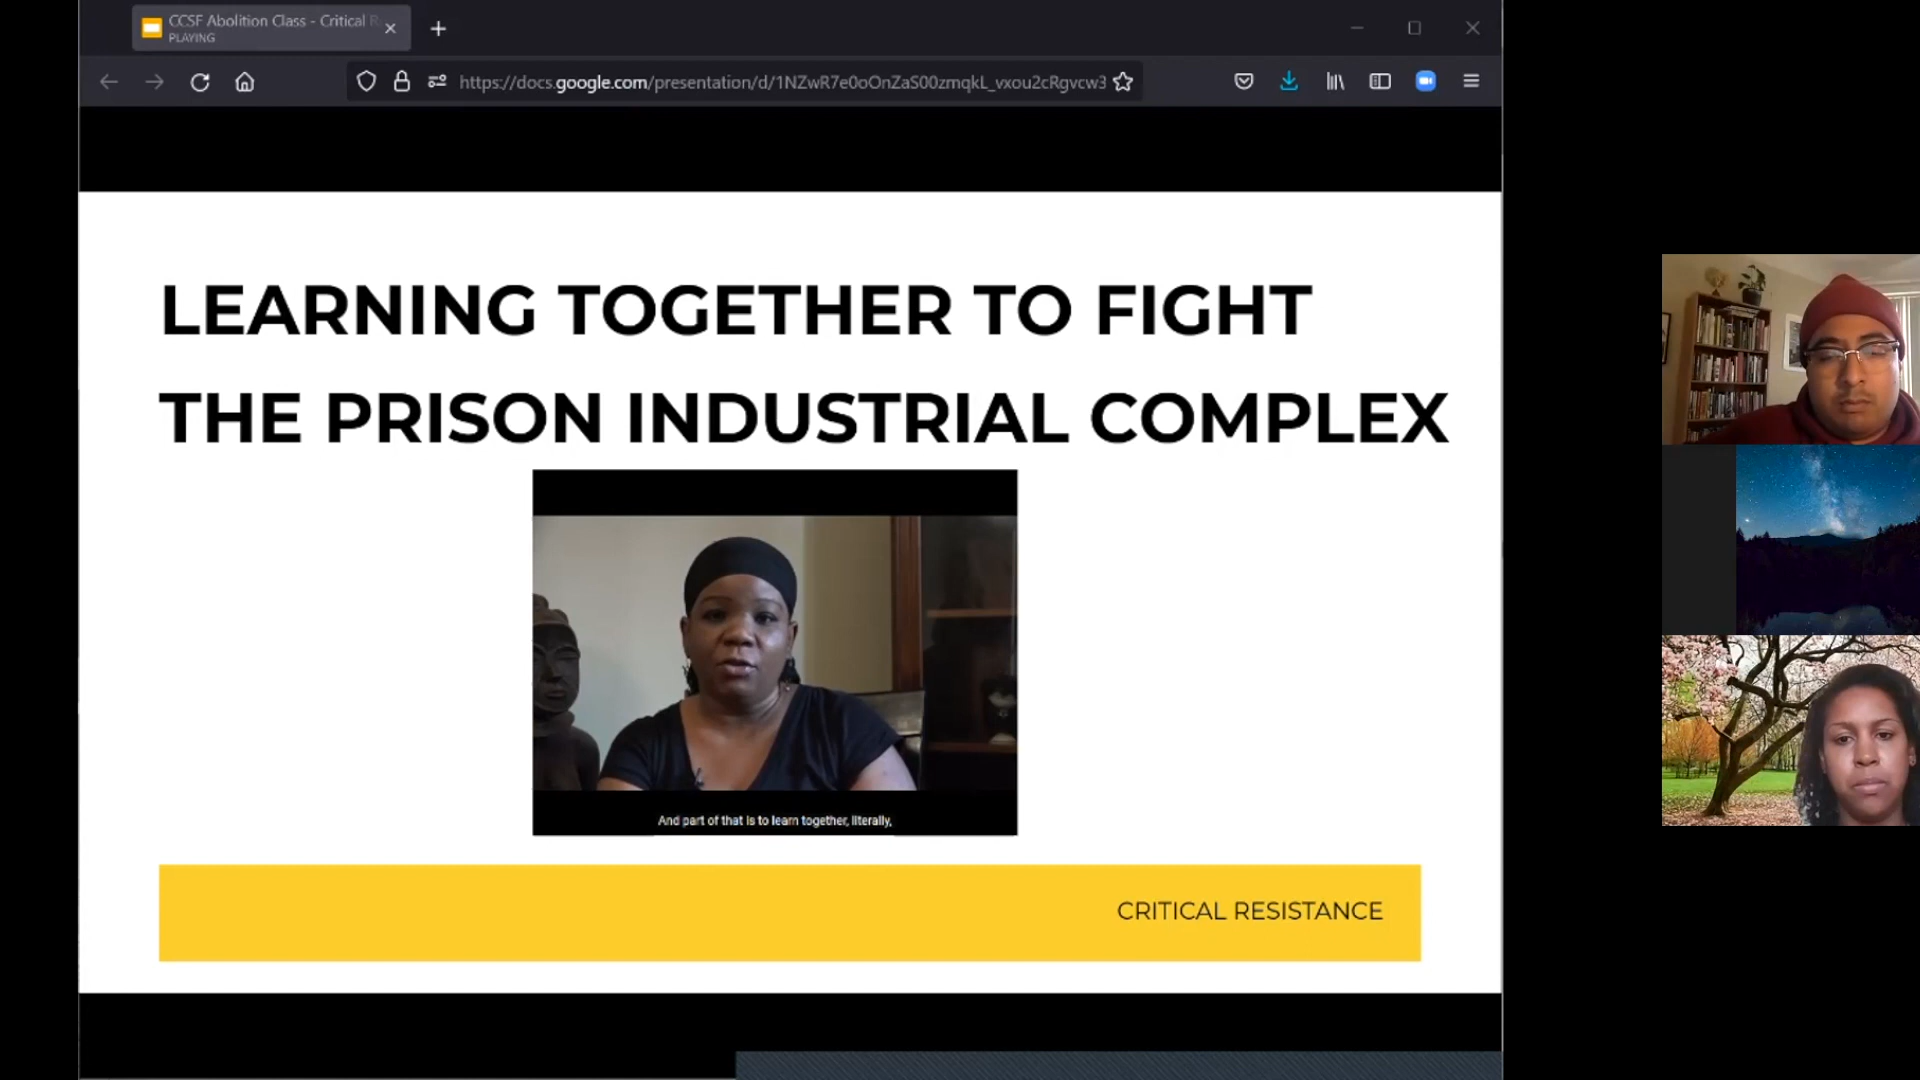 CCSF Abolition Class - Critical R
PLAYING
https://docs.google.com/presentation/d/1NZwR7e0oOnZaS00zmqkL_vxou2cRgvcw3
LEARNING TOGETHER TO FIGHT
THE PRISON INDUSTRIAL COMPLEX
And part of that is to learn together, literally,
CRITICAL RESISTANCE